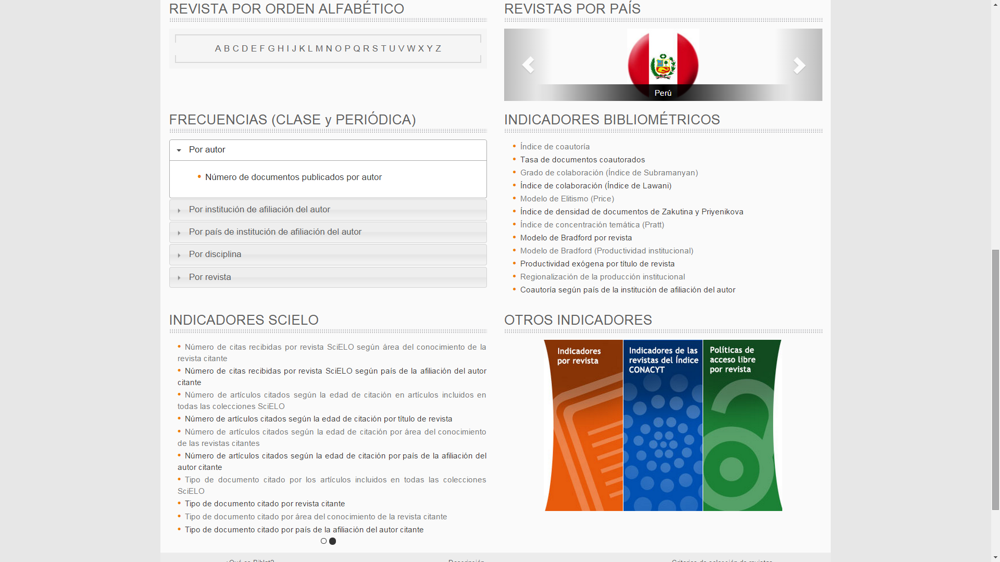 REVISTA POR ORDEN ALFABÉTICO
A B C D E F G H I J K L M N O P Q R S T U V W X Y Z
REVISTAS POR PAÍS
Perú
FRECUENCIAS (CLASE y PERIÓDICA)
Por autor
Número de documentos publicados por autor
Por institución de afiliación del autor
Por país de institución de afiliación del autor
Por disciplina
Por revista
INDICADORES BIBLIOMÉTRICOS
Índice de coautoría
Tasa de documentos coautorados
Grado de colaboración (Índice de Subramanyan)
Índice de colaboración (Índice de Lawani)
Modelo de Elitismo (Price)
Índice de densidad de documentos de Zakutina y Priyenikova
Índice de concentración temática (Pratt)
Modelo de Bradford por revista
Modelo de Bradford (Productividad institucional)
Productividad exógena por título de revista
Regionalización de la producción institucional
Coautoría según país de la institución de afiliación del autor
INDICADORES SCIELO
Número de citas recibidas por revista SciELO según área del conocimiento de la
revista citante
Número de citas recibidas por revista SciELO según país de la afiliación del autor
citante
Número de artículos citados según la edad de citación en artículos incluidos en
todas las colecciones SciELO
Número de artículos citados según la edad de citación por título de revista
Número de artículos citados según la edad de citación por área del conocimiento
de las revistas citantes
Número de artículos citados según la edad de citación por país de la afiliación del
autor citante
Tipo de documento citado por los artículos incluidos en todas las colecciones
SciELO
Tipo de documento citado por revista citante
Tipo de documento citado por área del conocimiento de la revista citante
Tipo de documento citado por país de la afiliación del autor citante
OTROS INDICADORES
Indicadores
por revista
Indicadores de las
revistas del Índice
CONACYT
Políticas de
acceso libre
por revista
¿Qué es Biblat?
Descripción
Criterios de selección de revistas